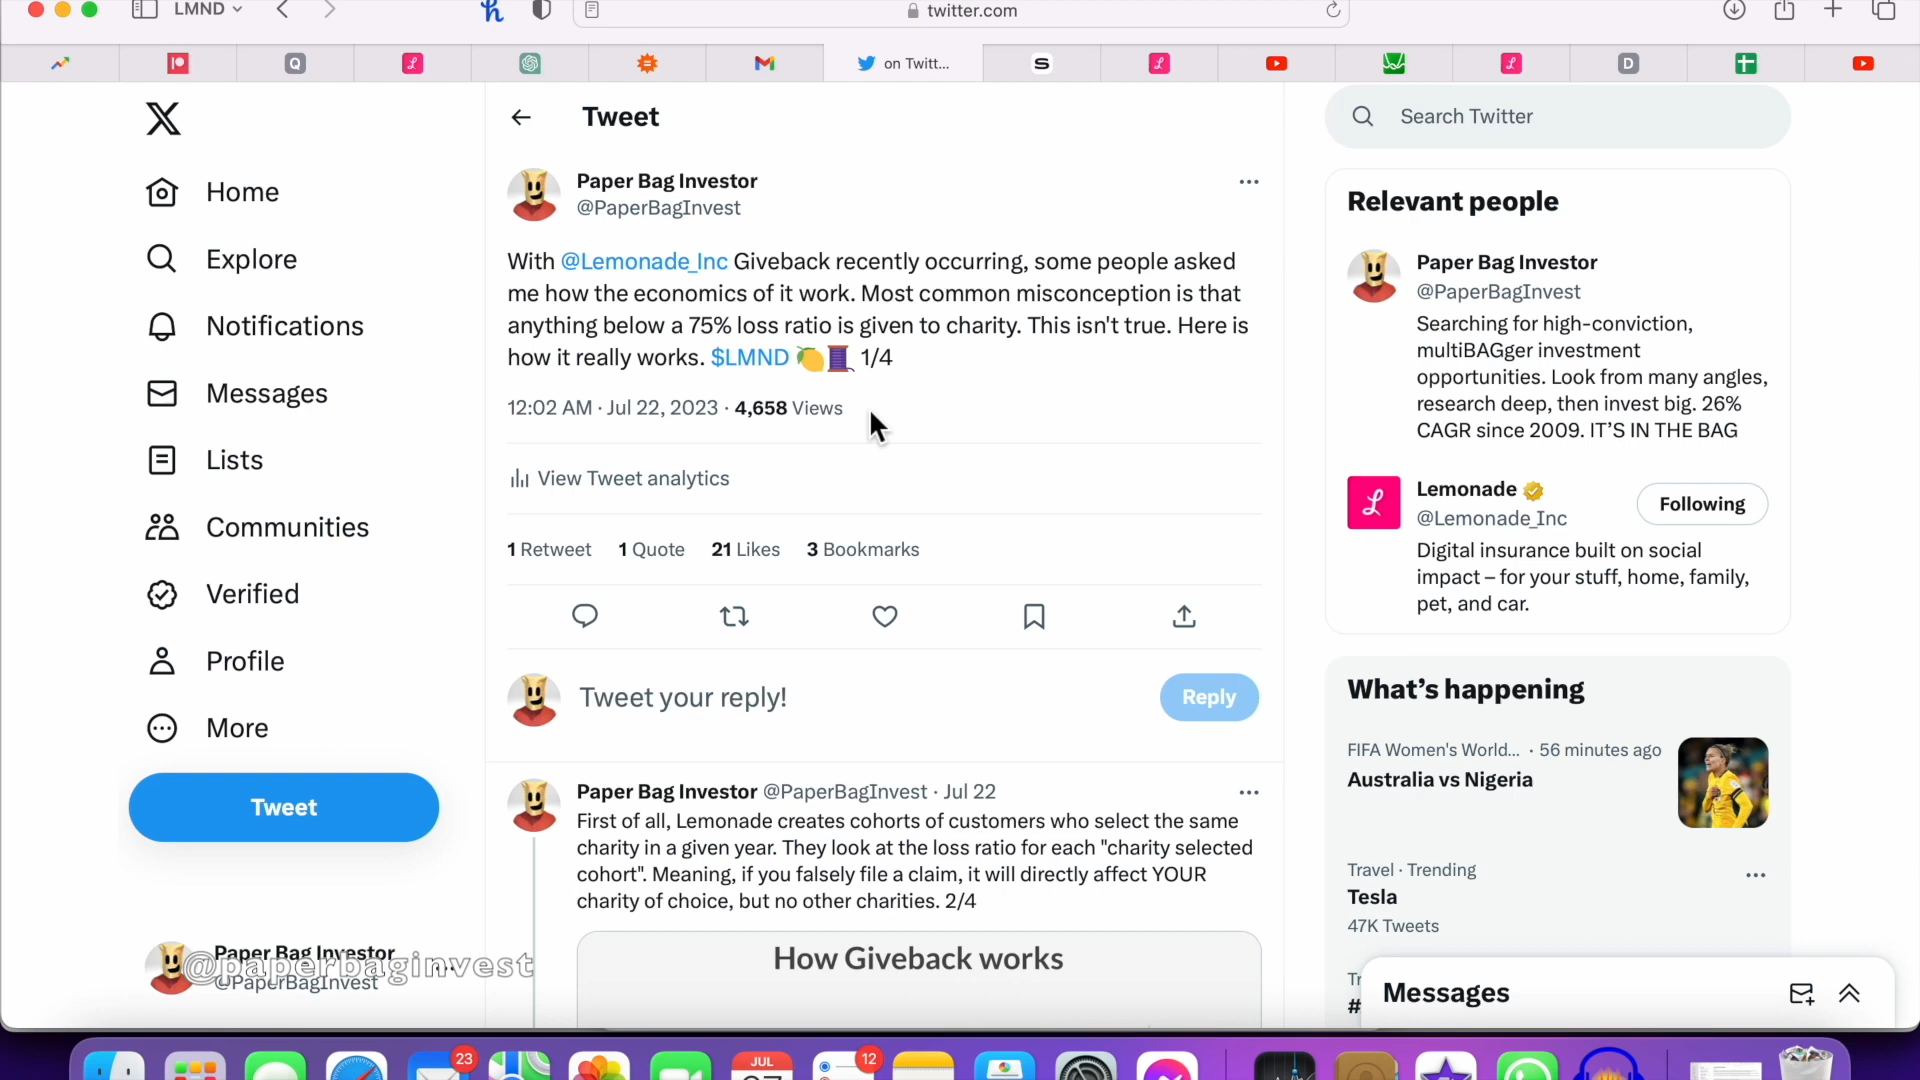 LMND
twitter.com
on Twitt...
Home
Explore
Notifications
Messages
Lists
Communities
Verified
Profile
More
Tweet
Paper Bag Investor
@PaperBagInvest
@paperbaginvest
Tweet
Paper Bag Investor
@PaperBagInvest
With @Lemonade_Inc Giveback recently occurring, some people asked
me how the economics of it work. Most common misconception is that
anything below a 75% loss ratio is given to charity. This isn't true. Here is
how it really works. $LMND 🍋🧵 1/4
12:02 AM · Jul 22, 2023 · 4,658 Views
View Tweet analytics
1 Retweet 1 Quote 21 Likes 3 Bookmarks
Tweet your reply!
Reply
Paper Bag Investor @PaperBagInvest · Jul 22
First of all, Lemonade creates cohorts of customers who select the same
charity in a given year. They look at the loss ratio for each "charity selected
cohort". Meaning, if you falsely file a claim, it will directly affect YOUR
charity of choice, but no other charities. 2/4
How Giveback works
Search Twitter
Relevant people
Paper Bag Investor
@PaperBagInvest
Searching for high-conviction,
multiBAGger investment
opportunities. Look from many angles,
research deep, then invest big. 26%
CAGR since 2009. IT'S IN THE BAG
Lemonade
@Lemonade_Inc
Following
Digital insurance built on social
impact – for your stuff, home, family,
pet, and car.
What's happening
FIFA Women's World... · 56 minutes ago
Australia vs Nigeria
Travel · Trending
Tesla
47K Tweets
#
Messages
23
JUL
12